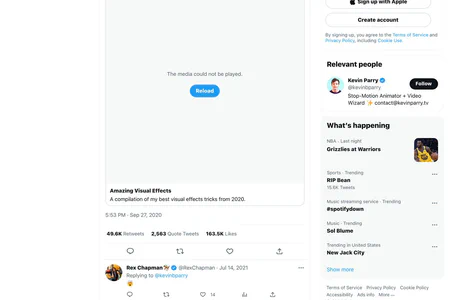 Sign up with Apple
Create account
By signing up, you agree to the Terms of Service and
Privacy Policy, including Cookie Use.
The media could not be played.
Reload
Amazing Visual Effects
A compilation of my best visual effects tricks from 2020.
5:53 PM · Sep 27, 2020
49.6K Retweets 2,563 Quote Tweets 163.5K Likes
Rex Chapman @RexChapman · Jul 14, 2021
Replying to @kevinbparry
14
Relevant people
Kevin Parry
@kevinbparry
Follow
Stop-Motion Animator + Video
Wizard ✨ contact@kevinparry.tv
What's happening
NBA · Last night
Grizzlies at Warriors
Sports · Trending
RIP Bean
15.6K Tweets
Music streaming service · Trending
#spotifydown
Music · Trending
Sol Blume
Trending in United States
New Jack City
Show more
Terms of Service Privacy Policy Cookie Policy
Accessibility Ads info More